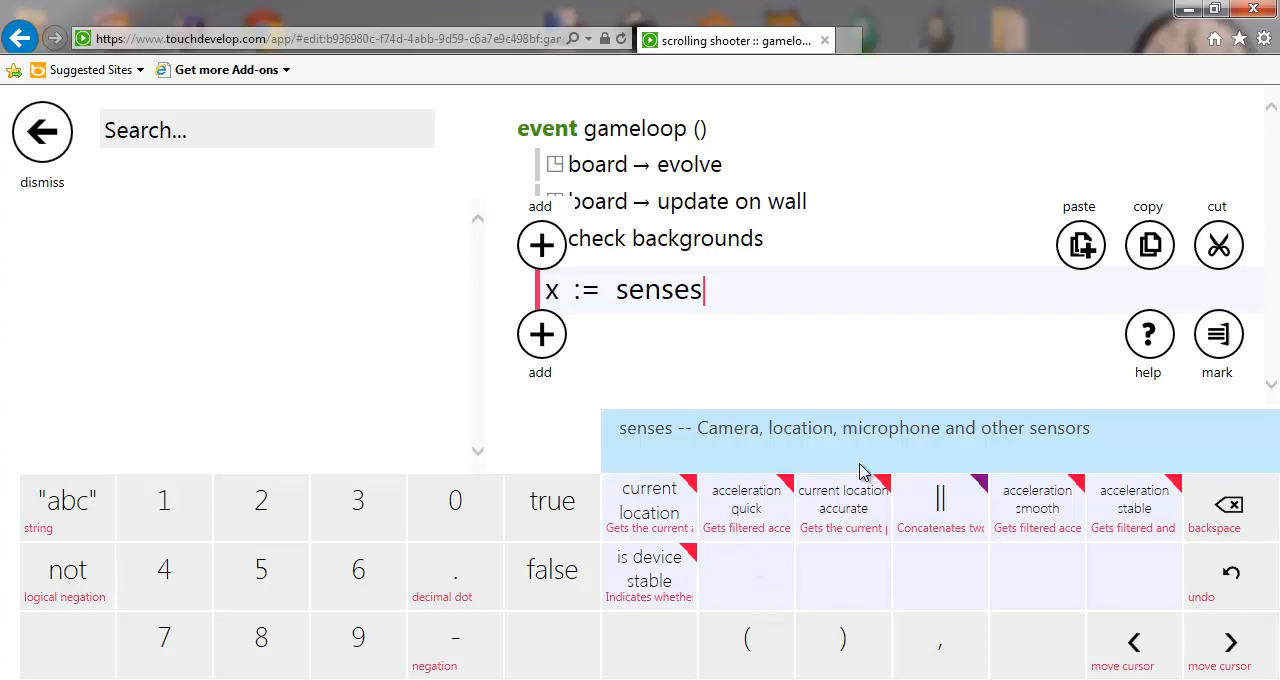 https://www.touchdevelop.com/app/#edit:b936980c-f74d-4abb-9d59-c6a7e9c498bf:gar
scrolling shooter :: gamelo...
Suggested Sites
Get more Add-ons
Search...
dismiss
event gameloop ()
board → evolve
board → update on wall
check backgrounds
x := senses
add
add
paste
copy
cut
help
mark
senses -- Camera, location, microphone and other sensors
"abc"
string
1
2
3
0
true
current location
Gets the current
acceleration quick
Gets filtered acce
current location accurate
Gets the current p
||
Concatenates two
acceleration smooth
Gets filtered acce
acceleration stable
Gets filtered and
backspace
not
logical negation
4
5
6
.
decimal dot
false
is device stable
Indicates whethe
undo
7
8
9
-
negation
(
)
,
move cursor
move cursor